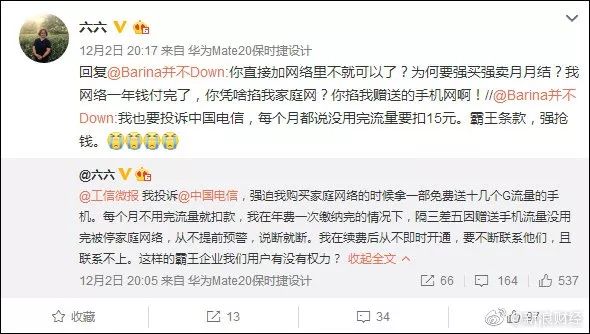 六六
12月2日 20:17 来自 华为Mate20保时捷设计
回复@Barina并不Down:你直接加网络里不就可以了？为何要强买强卖月月结？我
网络一年钱付完了，你凭啥掐我家庭网？你掐我赠送的手机网啊！//@Barina并不
Down:我也要投诉中国电信，每个月都说没用完流量要扣15元。霸王条款，强抢
钱。
@六六
@工信微报 我投诉@中国电信，强迫我购买家庭网络的时候拿一部免费送十几个G流量的手
机。每个月不用完流量就扣款，我在年费一次缴纳完的情况下，隔三差五因赠送手机流量没用
完被停家庭网络，从不提前预警，说断就断。我在续费后从不即时开通，要不断联系他们，且
联系不上。这样的霸王企业我们用户有没有权力？ 收起全文
12月2日 20:05 来自 华为Mate20保时捷设计 66 164 537
收藏 13 34 97
@新浪财经